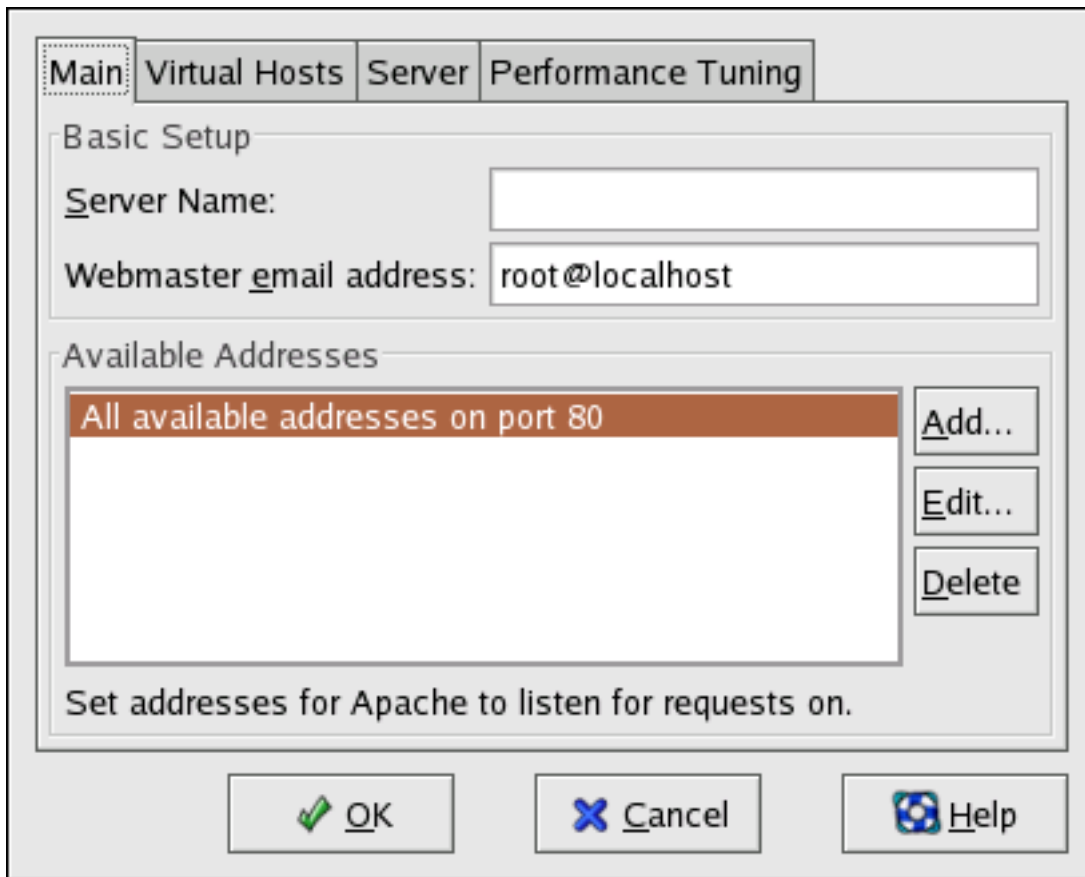 Main Virtual Hosts Server Performance Tuning
Basic Setup
Server Name:
Webmaster email address: root@localhost
Available Addresses
All available addresses on port 80
Add...
Edit...
Delete
Set addresses for Apache to listen for requests on.
OK Cancel Help